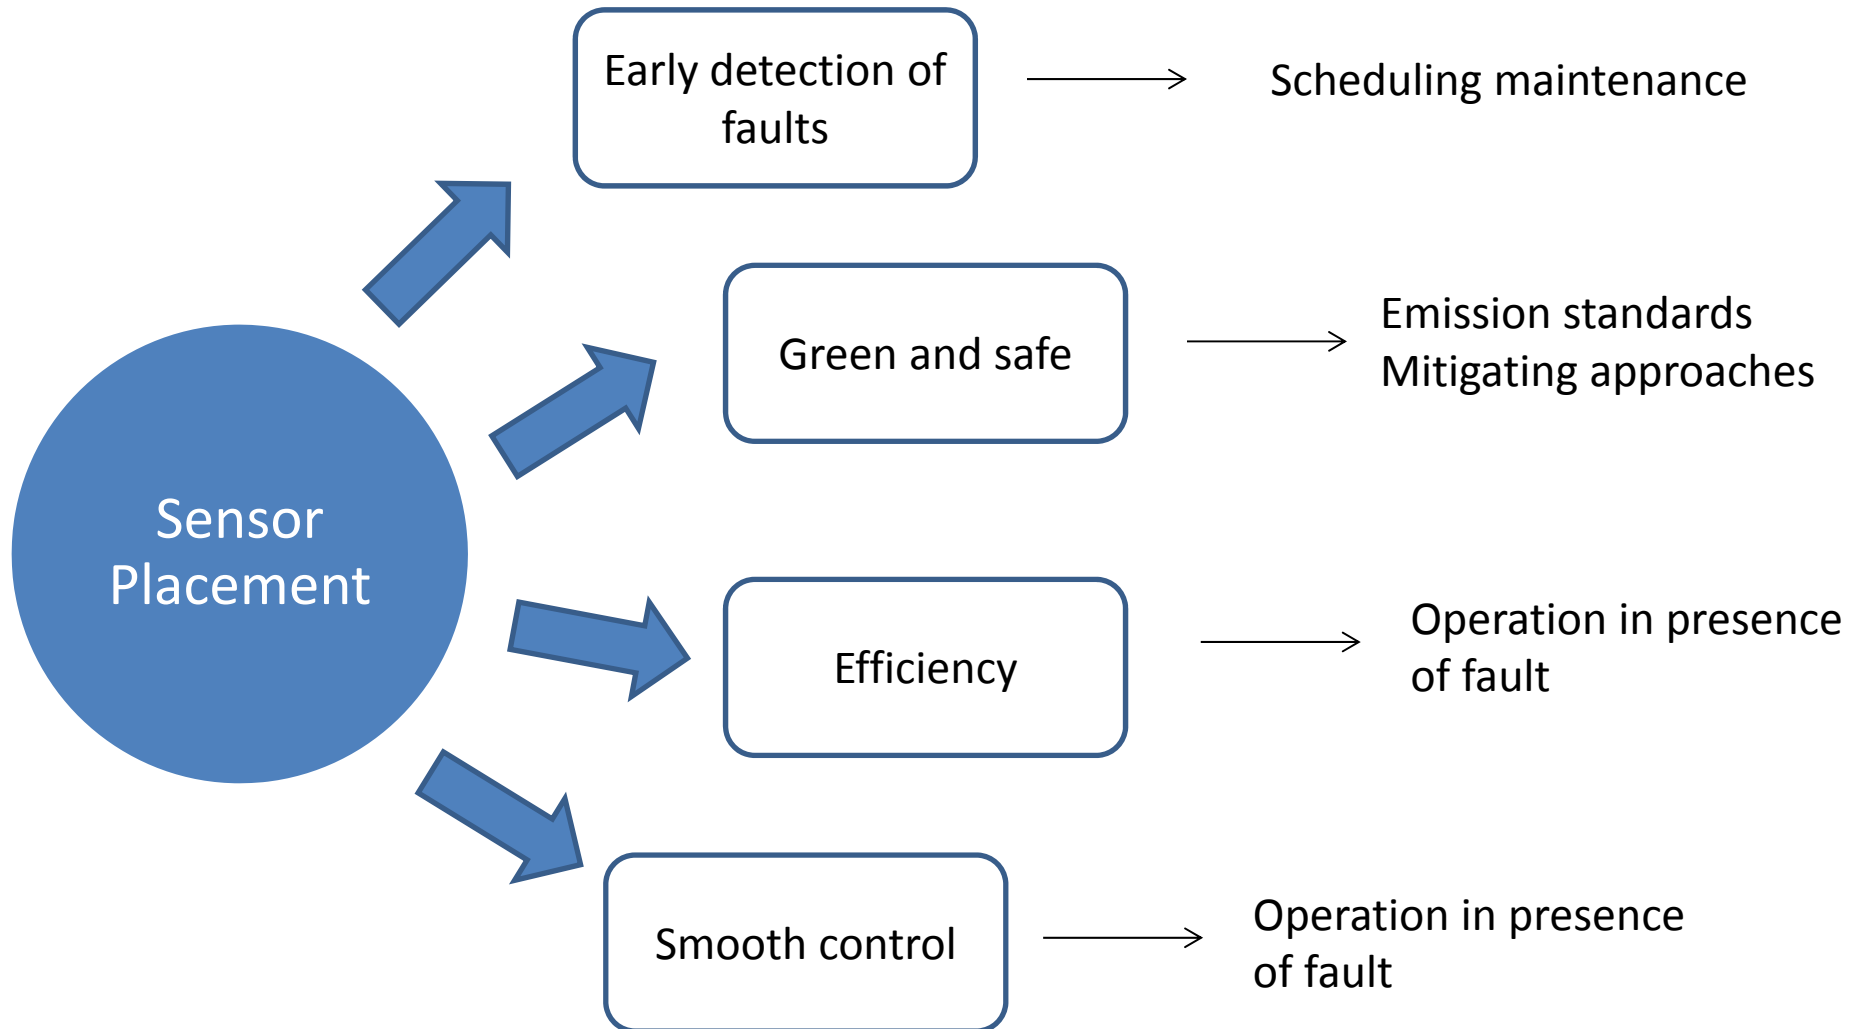 Early detection of
faults
Scheduling maintenance
Green and safe
Emission standards
Mitigating approaches
Sensor
Placement
Efficiency
Operation in presence
of fault
Smooth control
Operation in presence
of fault